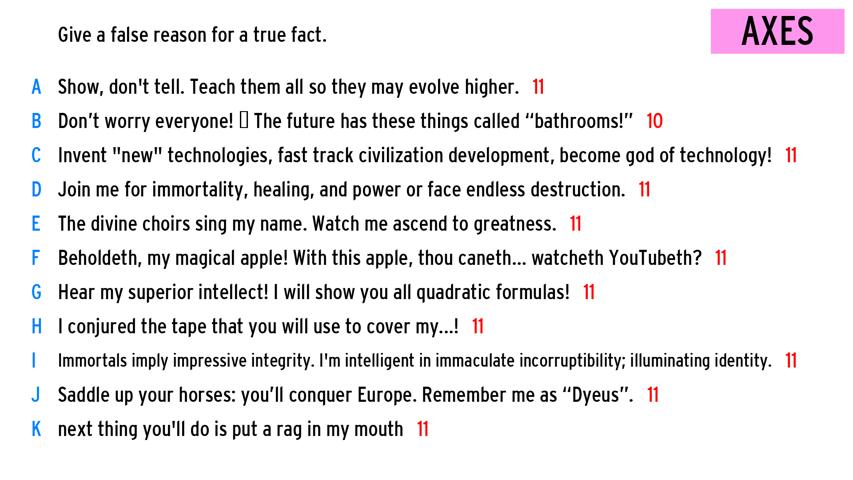 Give a false reason for a true fact.
AXES
A Show, don't tell. Teach them all so they may evolve higher. 11
B Don’t worry everyone! ▯ The future has these things called “bathrooms!” 10
C Invent "new" technologies, fast track civilization development, become god of technology! 11
D Join me for immortality, healing, and power or face endless destruction. 11
E The divine choirs sing my name. Watch me ascend to greatness. 11
F Beholdeth, my magical apple! With this apple, thou caneth... watcheth YouTubeth? 11
G Hear my superior intellect! I will show you all quadratic formulas! 11
H I conjured the tape that you will use to cover my...! 11
I Immortals imply impressive integrity. I'm intelligent in immaculate incorruptibility; illuminating identity. 11
J Saddle up your horses: you’ll conquer Europe. Remember me as “Dyeus”. 11
K next thing you'll do is put a rag in my mouth 11